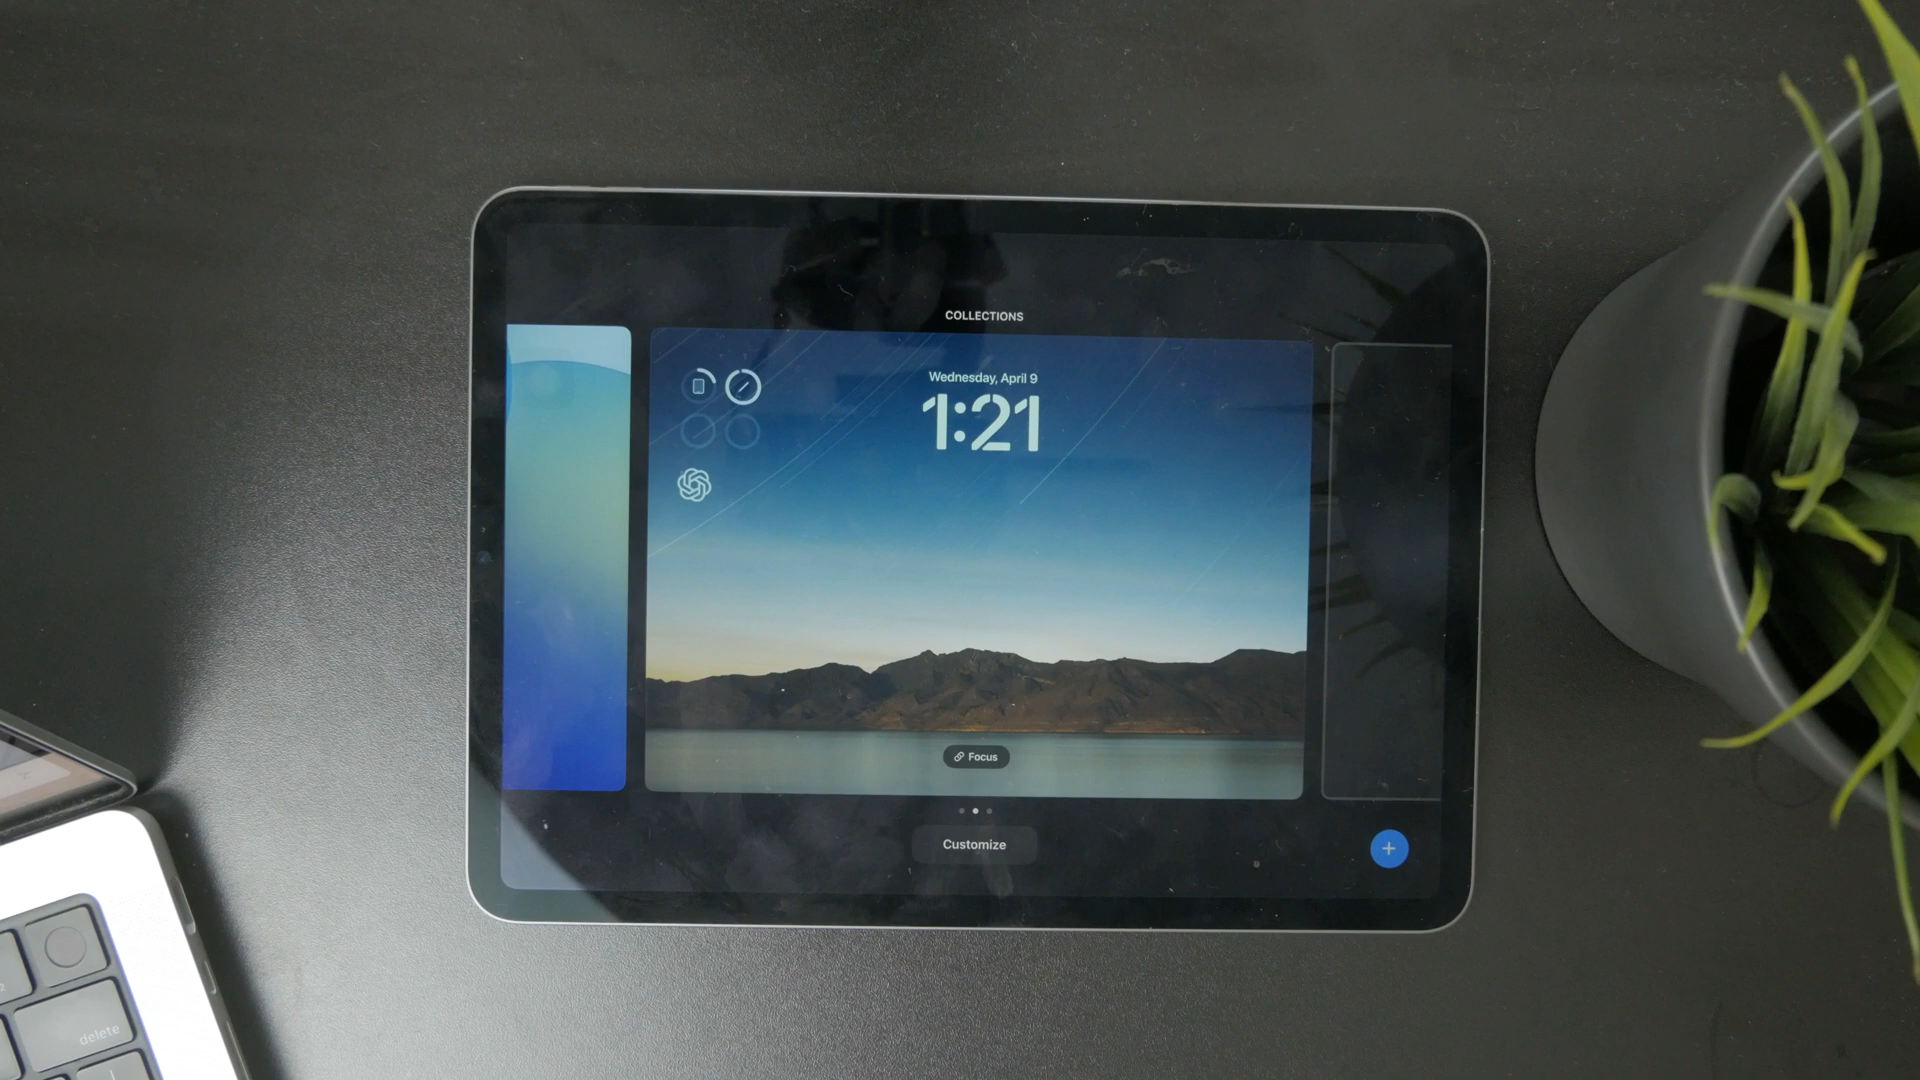 COLLECTIONS
Wednesday, April 9
1:21
Focus
Customize
delete